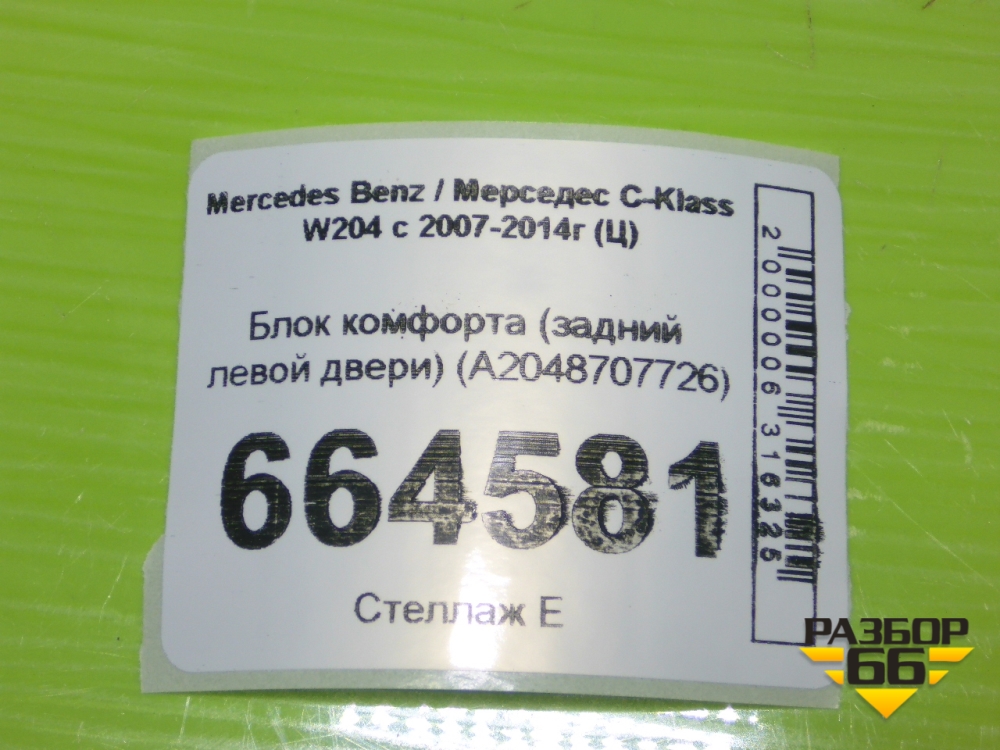 Mercedes Benz / Мерседес C-Klass
W204 с 2007-2014г (Ц)
Блок комфорта (задний
левой двери) (A2048707726)
664581
Стеллаж Е
2000006316325
РАЗБОР
66